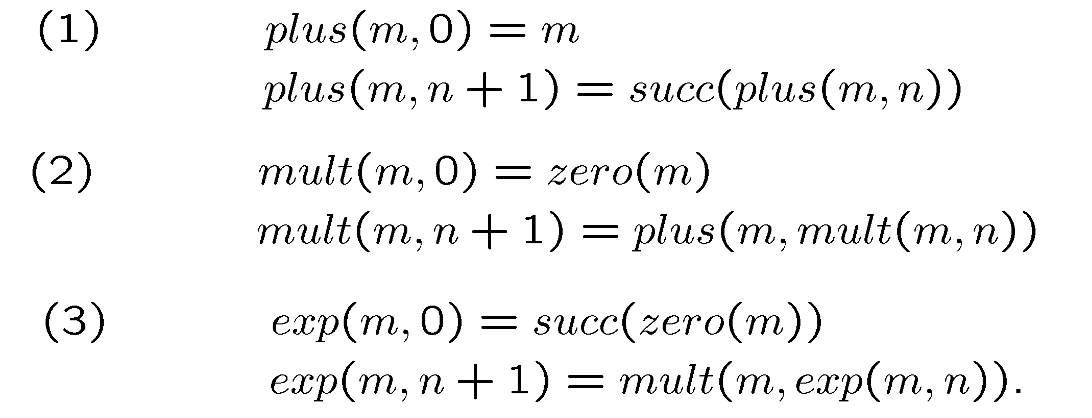 (1) plus(m, 0) = m
plus(m, n + 1) = succ(plus(m, n))
(2) mult(m, 0) = zero(m)
mult(m, n + 1) = plus(m, mult(m, n))
(3) exp(m, 0) = succ(zero(m))
exp(m, n + 1) = mult(m, exp(m, n)).